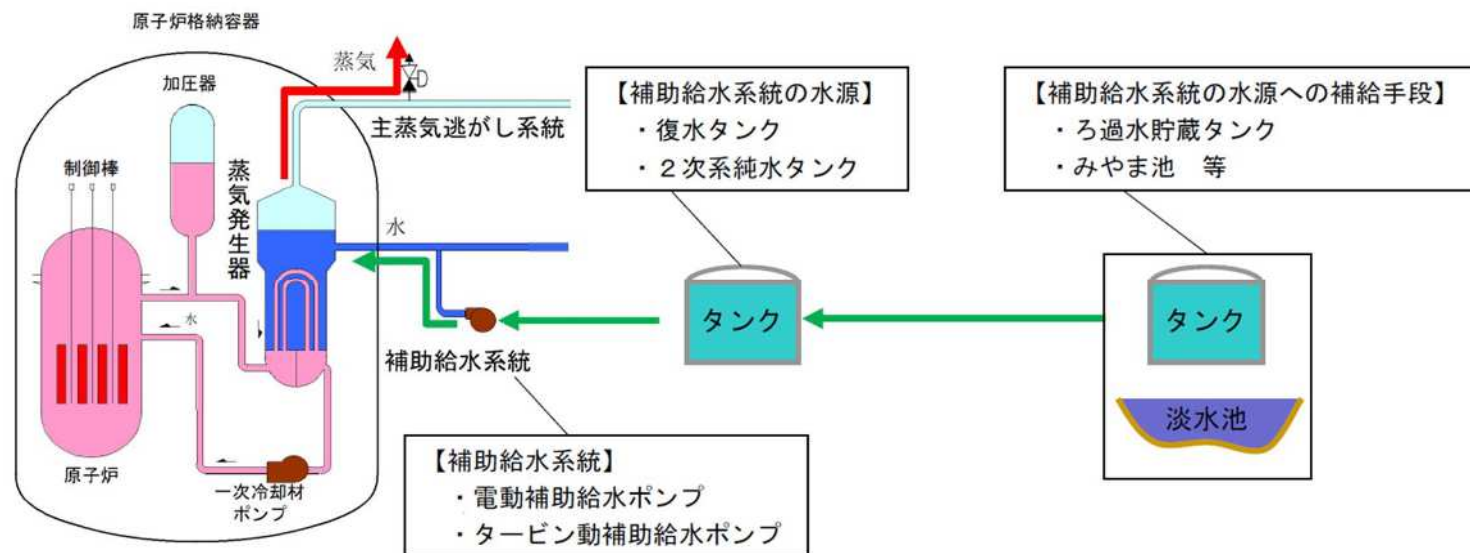 原子炉格納容器
加圧器
制御棒
蒸気発生器
原子炉
水
一次冷却材
ポンプ
蒸気
D
主蒸気逃がし系統
水
補助給水系統
【補助給水系統】
・電動補助給水ポンプ
・タービン動補助給水ポンプ
【補助給水系統の水源】
・復水タンク
・２次系純水タンク
タンク
【補助給水系統の水源への補給手段】
・ろ過水貯蔵タンク
・みやま池　等
タンク
淡水池